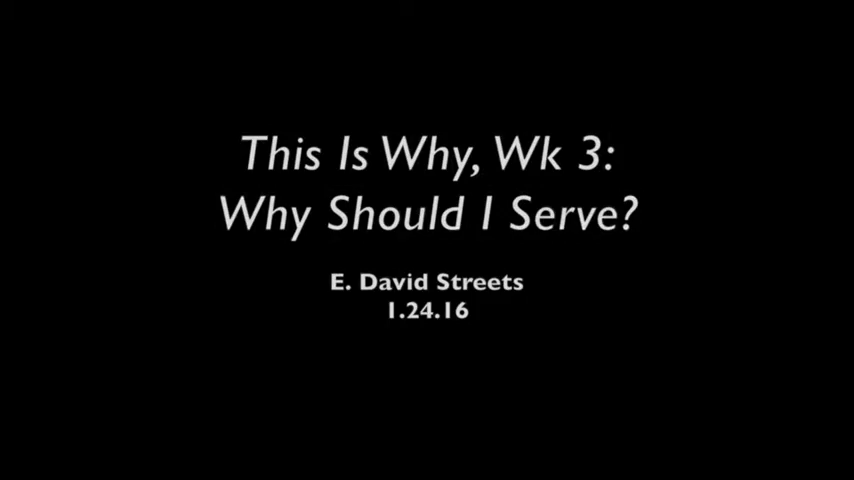 This Is Why, Wk 3:
Why Should I Serve?
E. David Streets
1.24.16